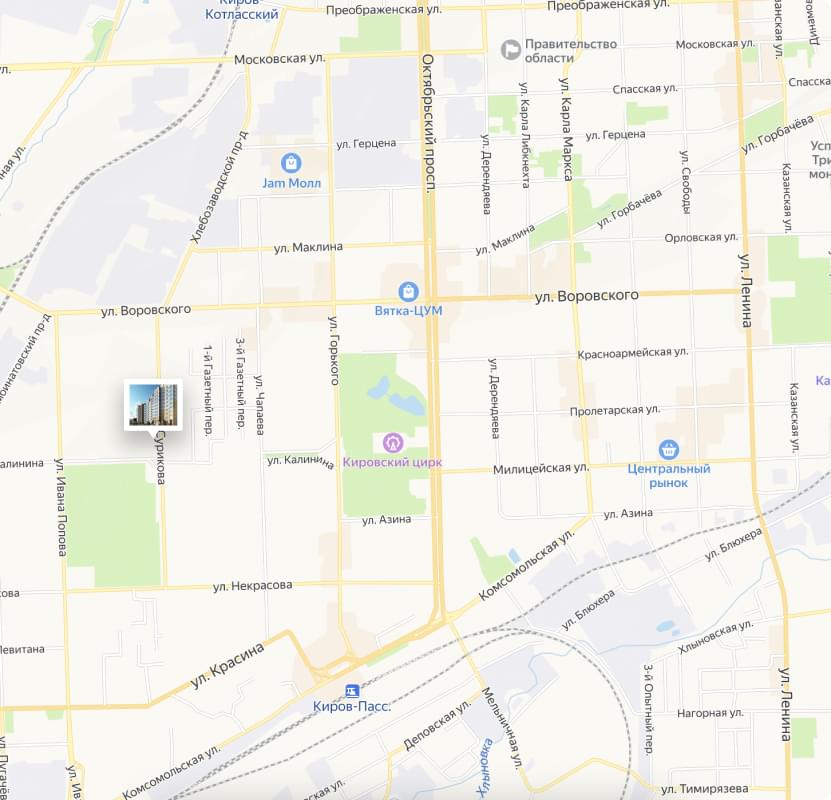 Киров-
Котласский
Преображенская ул.
Преображенская ул.
Московская ул.
Октябрьский просп.
Правительство
области
Московская ул.
Казанская ул.
Спасская ул.
Спасская
ул. Герцена
ул. Герцена
ул. Карла Либкнехта
ул. Карла Маркса
ул. Дерендяева
ул. Горбачёва
ул. Свободы
Казанская ул.
Хлебозаводской пр-д
Jam Молл
ул. Маклина
ул. Маклина
ул. Горбачёва
Орловская ул.
ул. Ленина
ул. Воровского
Вятка-ЦУМ
ул. Воровского
ул. Горького
1-й Газетный пер.
3-й Газетный пер.
ул. Чапаева
Красноармейская ул.
ул. Дерендяева
Пролетарская ул.
Казанская ул.
Сурикова
ул. Калинина
Кировский цирк
Милицейская ул.
Центральный
рынок
ул. Ивана Попова
ул. Азина
ул. Азина
Комсомольская ул.
ул. Блюхера
ул. Некрасова
ул. Блюхера
Хлыновская ул.
ул. Красина
Киров-Пасс.
3-й Опытный пер.
ул. Ленина
Нагорная ул.
Деповская ул.
Мельничная ул.
Хлыновка
Комсомольская ул.
ул. Тимирязева